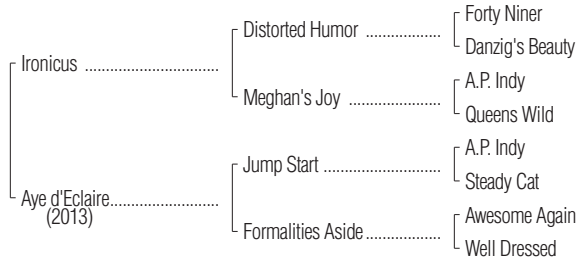 Forty Niner
Distorted Humor ..................
Danzig's Beauty
Ironicus ................................
A.P. Indy
Meghan's Joy ......................
Queens Wild
A.P. Indy
Jump Start ............................
Steady Cat
Aye d'Eclaire..........................
(2013)
Awesome Again
Formalities Aside..................
Well Dressed